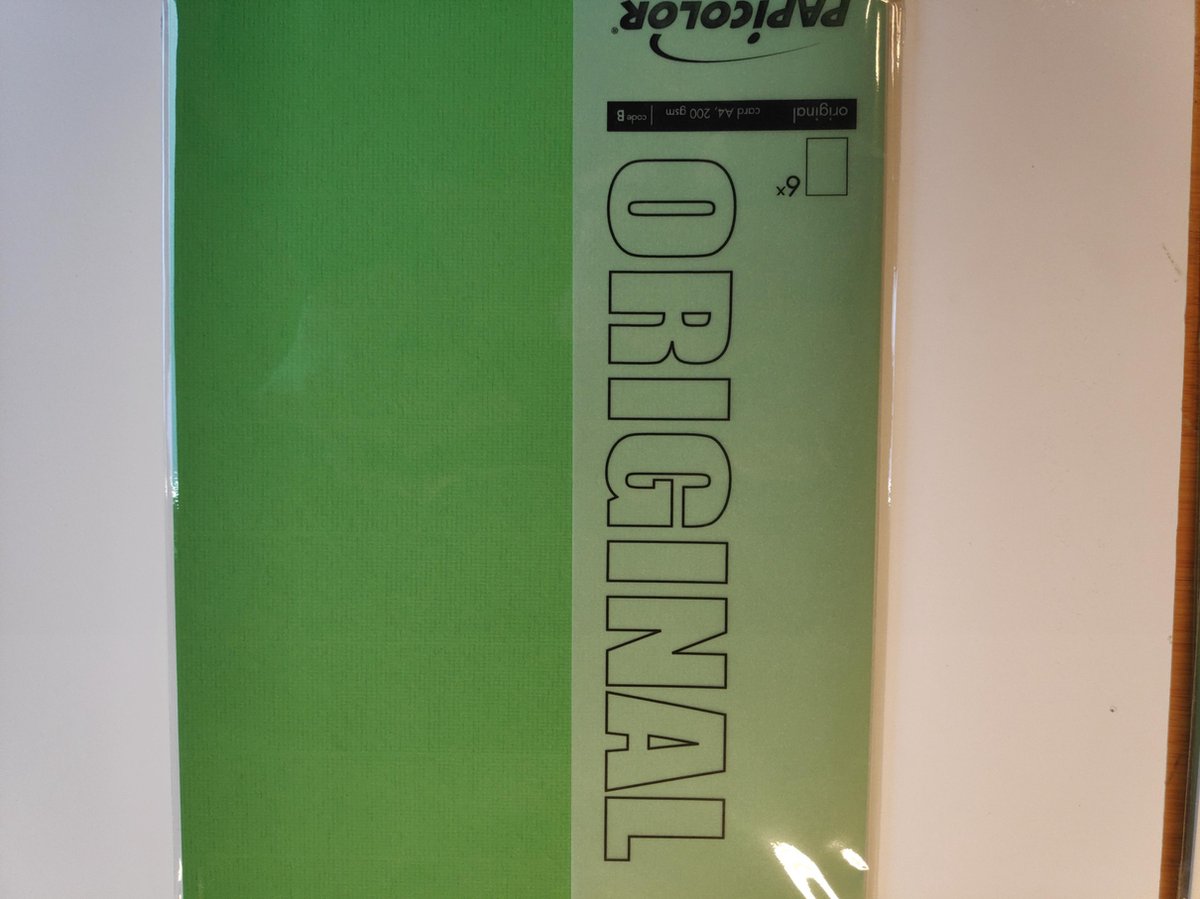 PAPICOLOR®
original card A4, 200 gsm | code B
6x
ORIGINAL